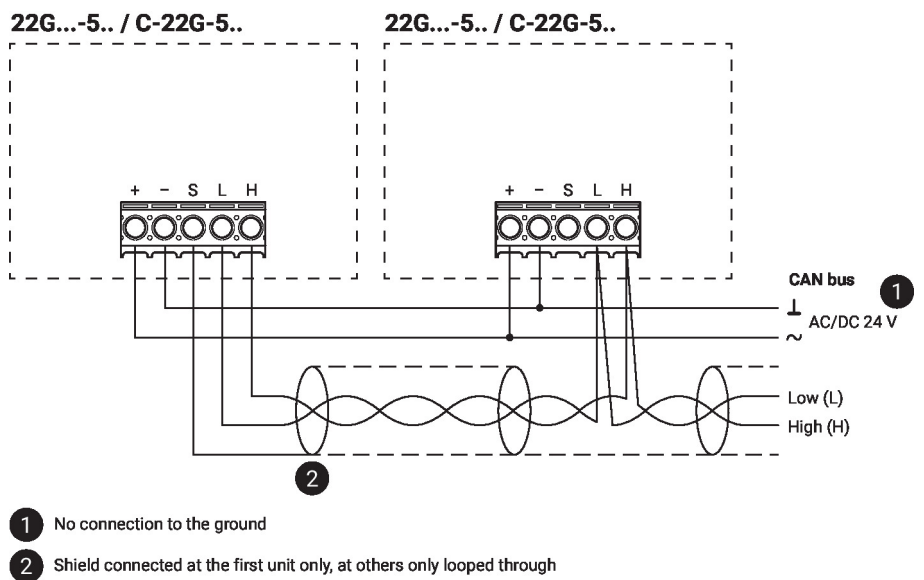 22G...-5.. / C-22G-5..
22G...-5.. / C-22G-5..
+ − S L H
+ − S L H
CAN bus
1
⊥
AC/DC 24 V
~
Low (L)
High (H)
2
1 No connection to the ground
2 Shield connected at the first unit only, at others only looped through